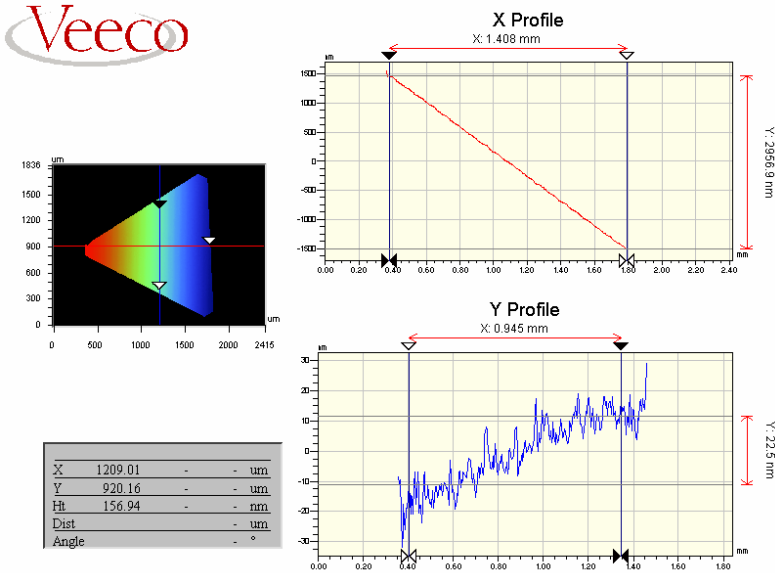 Veeco
X Profile
X: 1.408 mm
nm
1500
1000
500
0
-500
-1000
-1500
mm
0.00 0.20 0.40 0.60 0.80 1.00 1.20 1.40 1.60 1.80 2.00 2.20 2.40
Y: 2956.9 nm
um
1836
1500
1200
900
600
300
0
um
0 500 1000 1500 2000 2415
Y Profile
X: 0.945 mm
nm
30
20
10
0
-10
-20
-30
mm
0.00 0.20 0.40 0.60 0.80 1.00 1.20 1.40 1.60 1.80
Y: 22.5 nm
X 1209.01 - - um
Y 920.16 - - um
Ht 156.94 - - nm
Dist - um
Angle - °